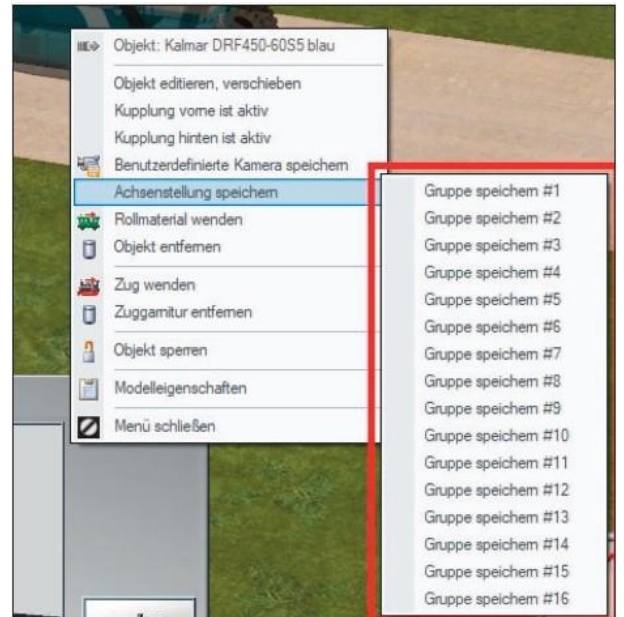 Objekt: Kalmar DRF450-60S5 blau
Objekt editieren, verschieben
Kupplung vorne ist aktiv
Kupplung hinten ist aktiv
Benutzerdefinierte Kamera speichern
Achsenstellung speichern
Rollmaterial wenden
Objekt entfernen
Zug wenden
Zuggarnitur entfernen
Objekt sperren
Modelleigenschaften
Menü schließen
Gruppe speichern #1
Gruppe speichern #2
Gruppe speichern #3
Gruppe speichern #4
Gruppe speichern #5
Gruppe speichern #6
Gruppe speichern #7
Gruppe speichern #8
Gruppe speichern #9
Gruppe speichern #10
Gruppe speichern #11
Gruppe speichern #12
Gruppe speichern #13
Gruppe speichern #14
Gruppe speichern #15
Gruppe speichern #16